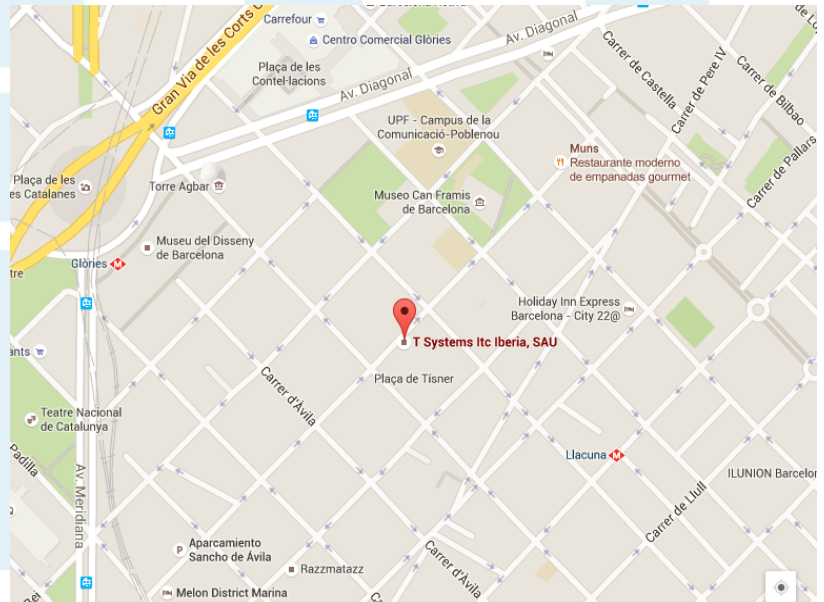 Carrefour
Centro Comercial Glòries
Av. Diagonal
Carrer de Pere IV
Carrer de Castella
Carrer de Bilbao
Gran Via de les Corts
Plaça de les
Contel·lacions
Av. Diagonal
UPF - Campus de la
Comunicació-Poblenou
Muns
Restaurante moderno
de empanadas gourmet
Carrer de Pallars
Plaça de les
es Catalanes
Torre Agbar
Museo Can Framis
de Barcelona
Museu del Disseny
de Barcelona
Glòries
M
Holiday Inn Express
Barcelona - City 22@
T Systems Itc Iberia, SAU
ants
Plaça de Tísner
Carrer d'Àvila
Teatre Nacional
de Catalunya
Padilla
Av. Meridiana
Llacuna
M
ILUNION Barcelon
Carrer de Llull
Aparcamiento
Sancho de Ávila
P
Razzmatazz
Carrer d'Àvila
Melon District Marina